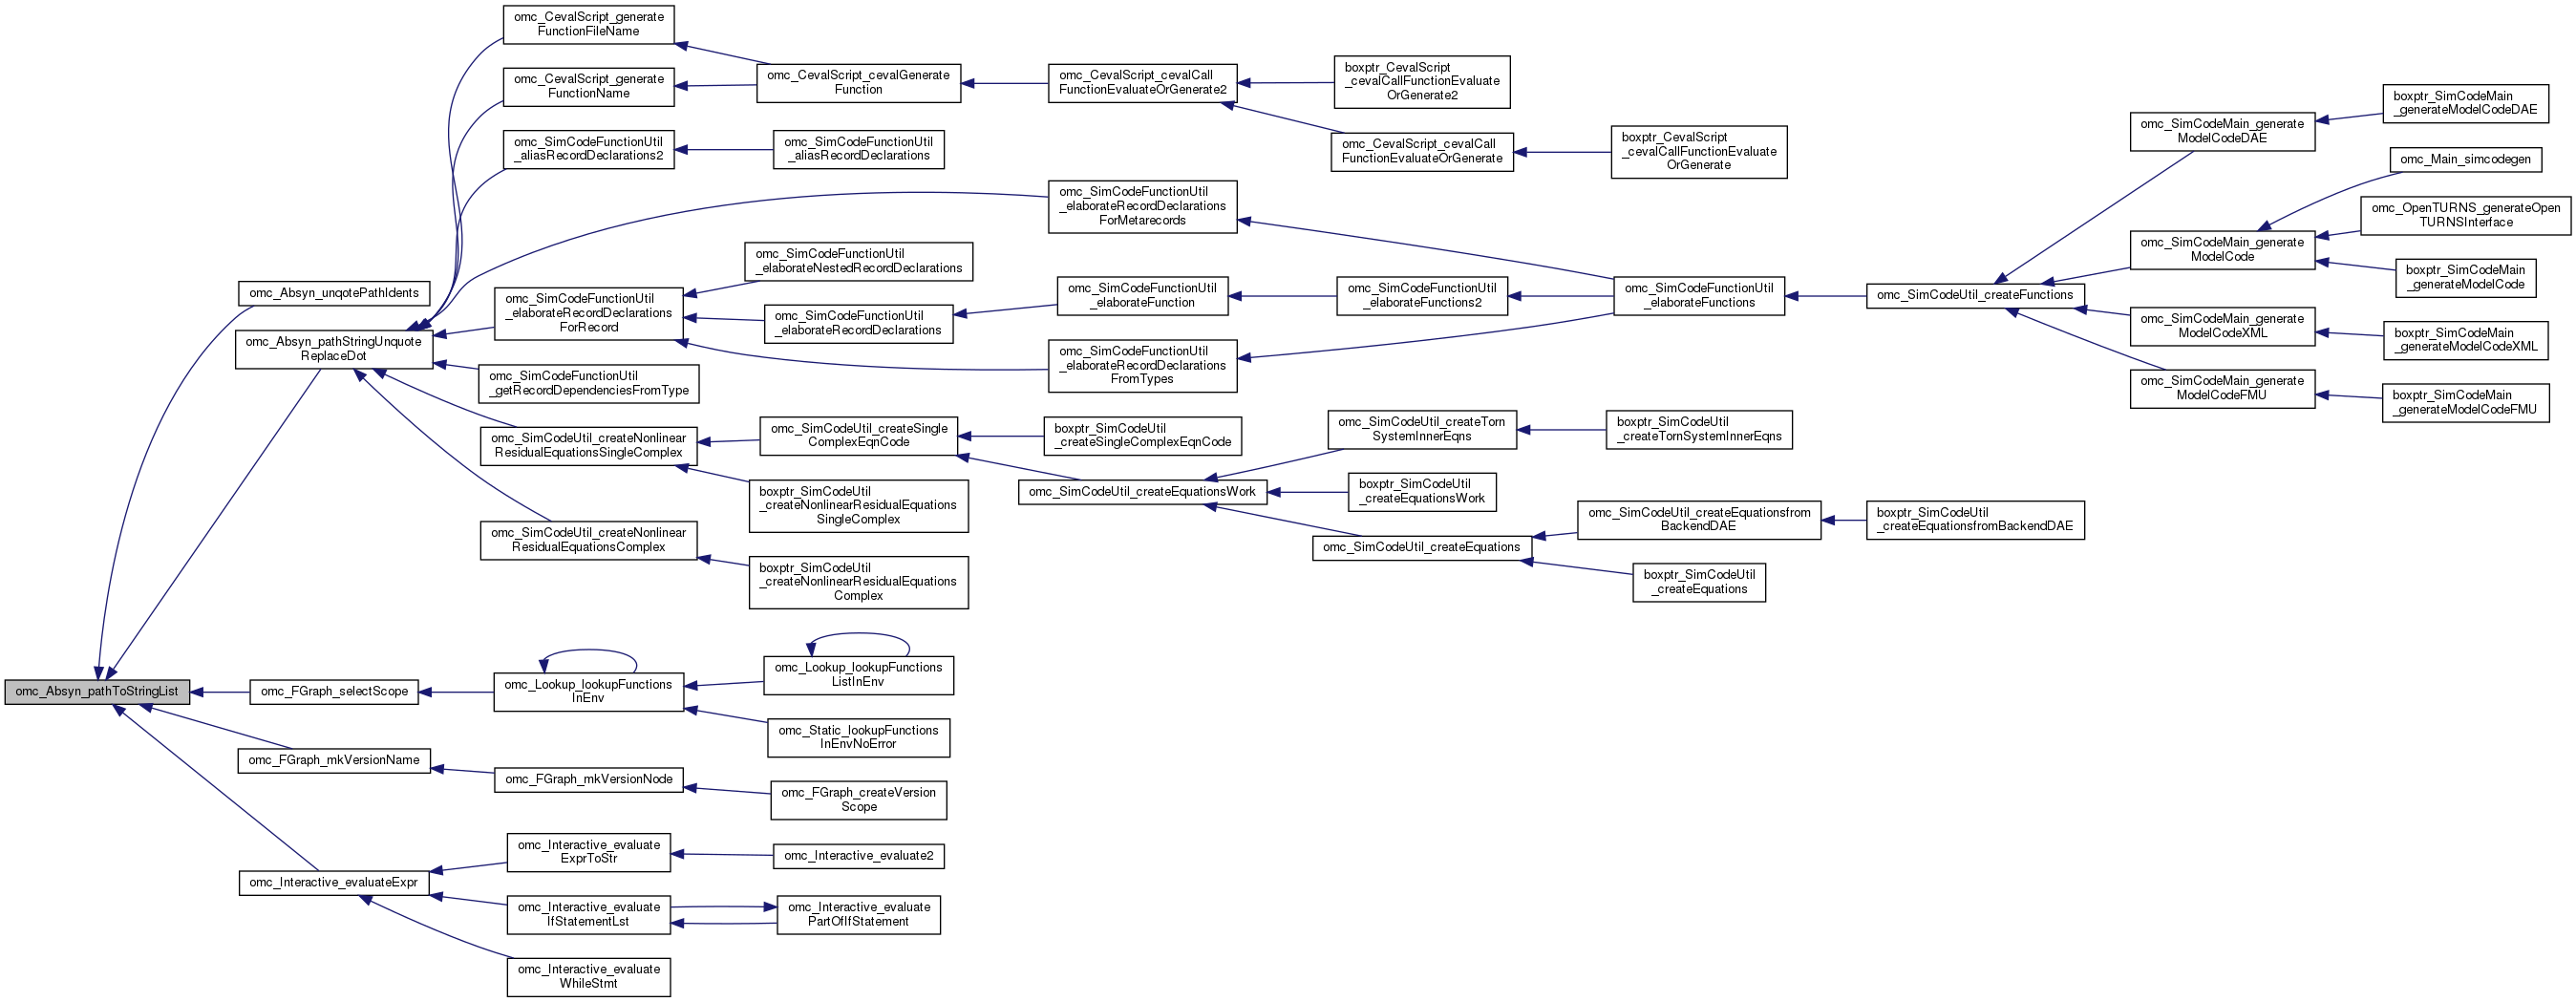 omc_CevalScript_generate
FunctionFileName
omc_CevalScript_generate
FunctionName
omc_CevalScript_cevalGenerate
Function
omc_CevalScript_cevalCall
FunctionEvaluateOrGenerate2
boxptr_CevalScript
_cevalCallFunctionEvaluate
OrGenerate2
omc_CevalScript_cevalCall
FunctionEvaluateOrGenerate
boxptr_CevalScript
_cevalCallFunctionEvaluate
OrGenerate
omc_SimCodeFunctionUtil
_aliasRecordDeclarations2
omc_SimCodeFunctionUtil
_aliasRecordDeclarations
omc_SimCodeFunctionUtil
_elaborateRecordDeclarations
ForMetarecords
omc_SimCodeFunctionUtil
_elaborateNestedRecordDeclarations
omc_SimCodeFunctionUtil
_elaborateRecordDeclarations
ForRecord
omc_SimCodeFunctionUtil
_elaborateRecordDeclarations
omc_SimCodeFunctionUtil
_elaborateFunction
omc_SimCodeFunctionUtil
_elaborateFunctions2
omc_SimCodeFunctionUtil
_elaborateFunctions
omc_SimCodeUtil_createFunctions
omc_SimCodeMain_generate
ModelCodeDAE
boxptr_SimCodeMain
_generateModelCodeDAE
omc_Main_simcodegen
omc_OpenTURNS_generateOpen
TURNSInterface
omc_SimCodeMain_generate
ModelCode
boxptr_SimCodeMain
_generateModelCode
omc_SimCodeMain_generate
ModelCodeXML
boxptr_SimCodeMain
_generateModelCodeXML
omc_SimCodeMain_generate
ModelCodeFMU
boxptr_SimCodeMain
_generateModelCodeFMU
omc_SimCodeFunctionUtil
_elaborateRecordDeclarations
FromTypes
omc_Absyn_unqotePathIdents
omc_Absyn_pathStringUnquote
ReplaceDot
omc_SimCodeFunctionUtil
_getRecordDependenciesFromType
omc_SimCodeUtil_createNonlinear
ResidualEquationsSingleComplex
omc_SimCodeUtil_createSingle
ComplexEqnCode
boxptr_SimCodeUtil
_createSingleComplexEqnCode
omc_SimCodeUtil_createTorn
SystemInnerEqns
boxptr_SimCodeUtil
_createTornSystemInnerEqns
boxptr_SimCodeUtil
_createNonlinearResidualEquations
SingleComplex
omc_SimCodeUtil_createEquationsWork
boxptr_SimCodeUtil
_createEquationsWork
omc_SimCodeUtil_createNonlinear
ResidualEquationsComplex
boxptr_SimCodeUtil
_createNonlinearResidualEquations
Complex
omc_SimCodeUtil_createEquations
omc_SimCodeUtil_createEquationsfrom
BackendDAE
boxptr_SimCodeUtil
_createEquationsfromBackendDAE
boxptr_SimCodeUtil
_createEquations
omc_Absyn_pathToStringList
omc_FGraph_selectScope
omc_Lookup_lookupFunctions
InEnv
omc_Lookup_lookupFunctions
ListInEnv
omc_Static_lookupFunctions
InEnvNoError
omc_FGraph_mkVersionName
omc_FGraph_mkVersionNode
omc_FGraph_createVersion
Scope
omc_Interactive_evaluateExpr
omc_Interactive_evaluate
ExprToStr
omc_Interactive_evaluate2
omc_Interactive_evaluate
IfStatementLst
omc_Interactive_evaluate
PartOfIfStatement
omc_Interactive_evaluate
WhileStmt